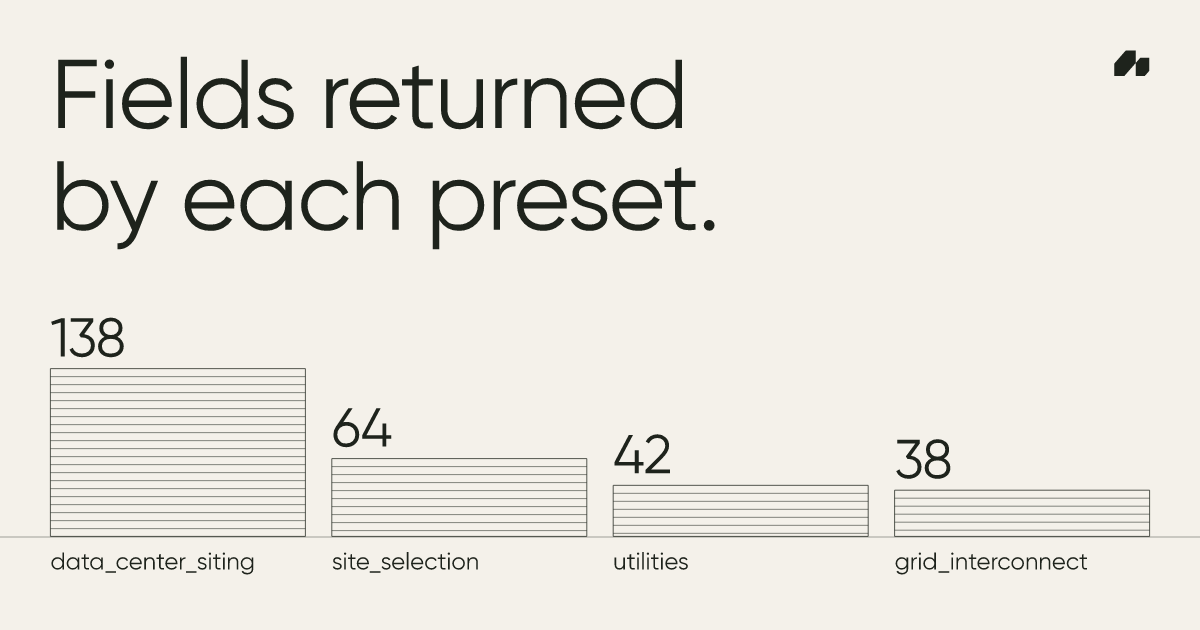 Fields returned
by each preset.
138
64
42
38
data_center_siting
site_selection
utilities
grid_interconnect